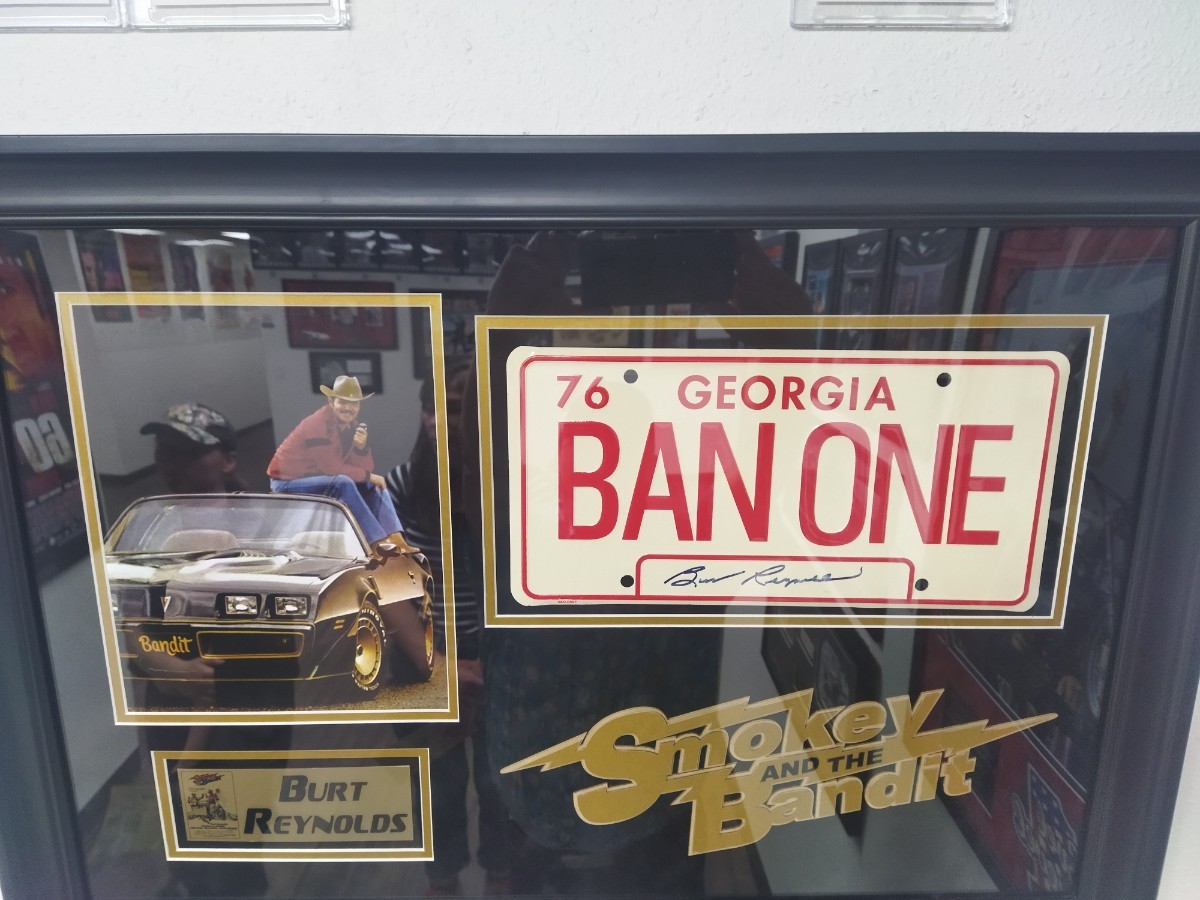 76 GEORGIA
BAN ONE
Burt Reynolds
Bandit
BURT
REYNOLDS
Smokey
AND THE
Bandit